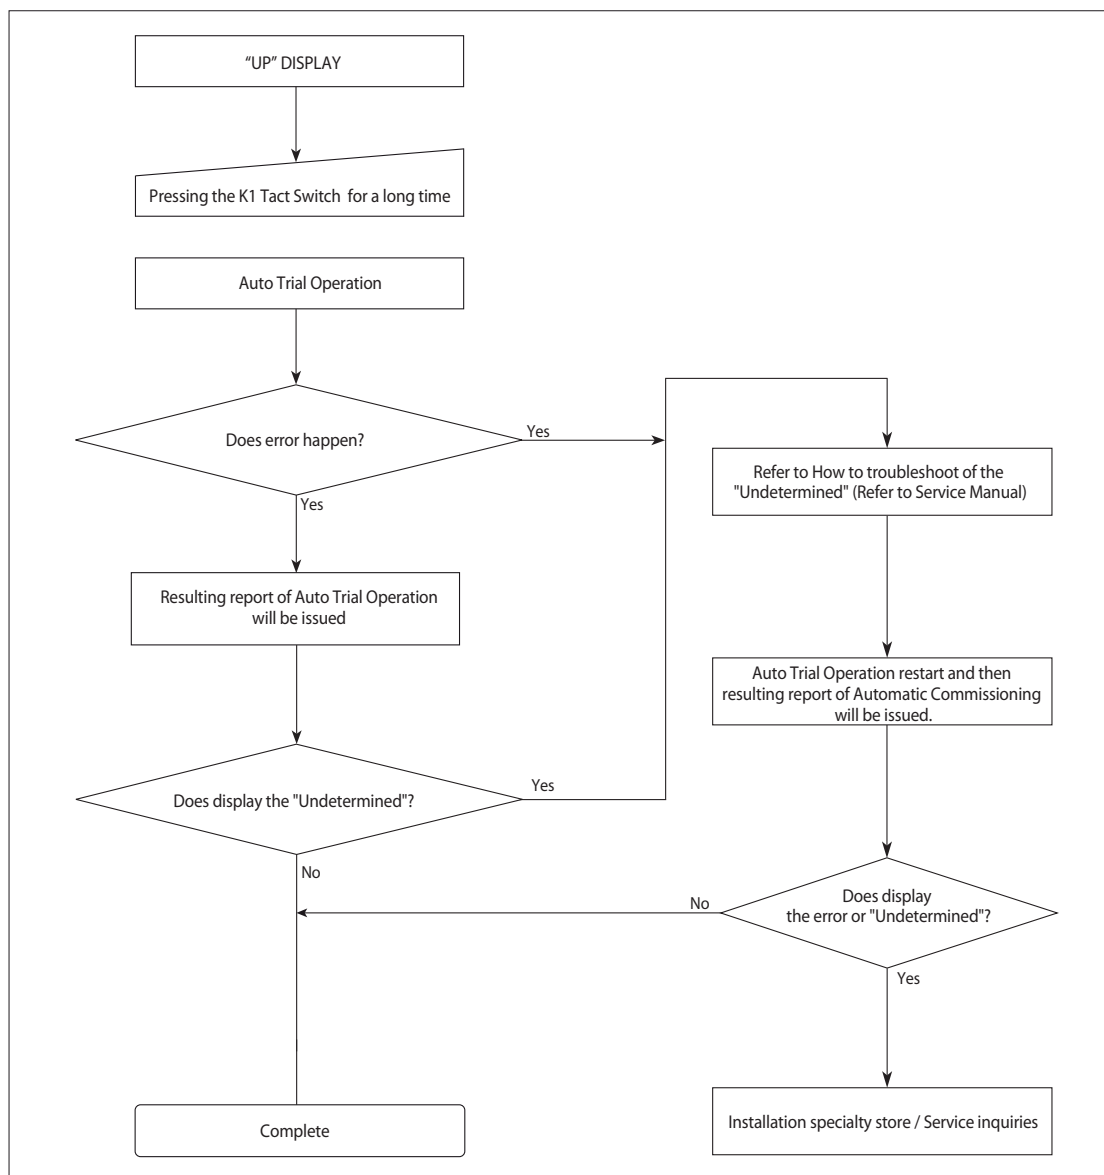 “UP” DISPLAY
Pressing the K1 Tact Switch for a long time
Auto Trial Operation
Does error happen?
Yes
Yes
Resulting report of Auto Trial Operation
will be issued
Does display the "Undetermined"?
Yes
No
Refer to How to troubleshoot of the
"Undetermined" (Refer to Service Manual)
Auto Trial Operation restart and then
resulting report of Automatic Commissioning
will be issued.
Does display
the error or "Undetermined"?
No
Yes
Complete
Installation specialty store / Service inquiries